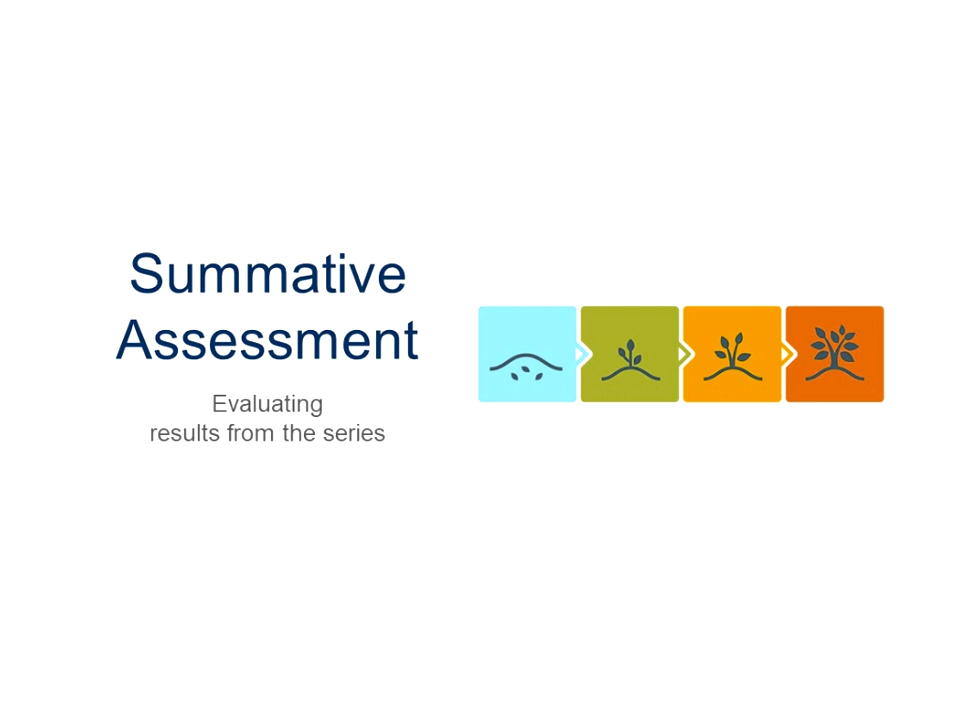 Summative
Assessment
Evaluating
results from the series